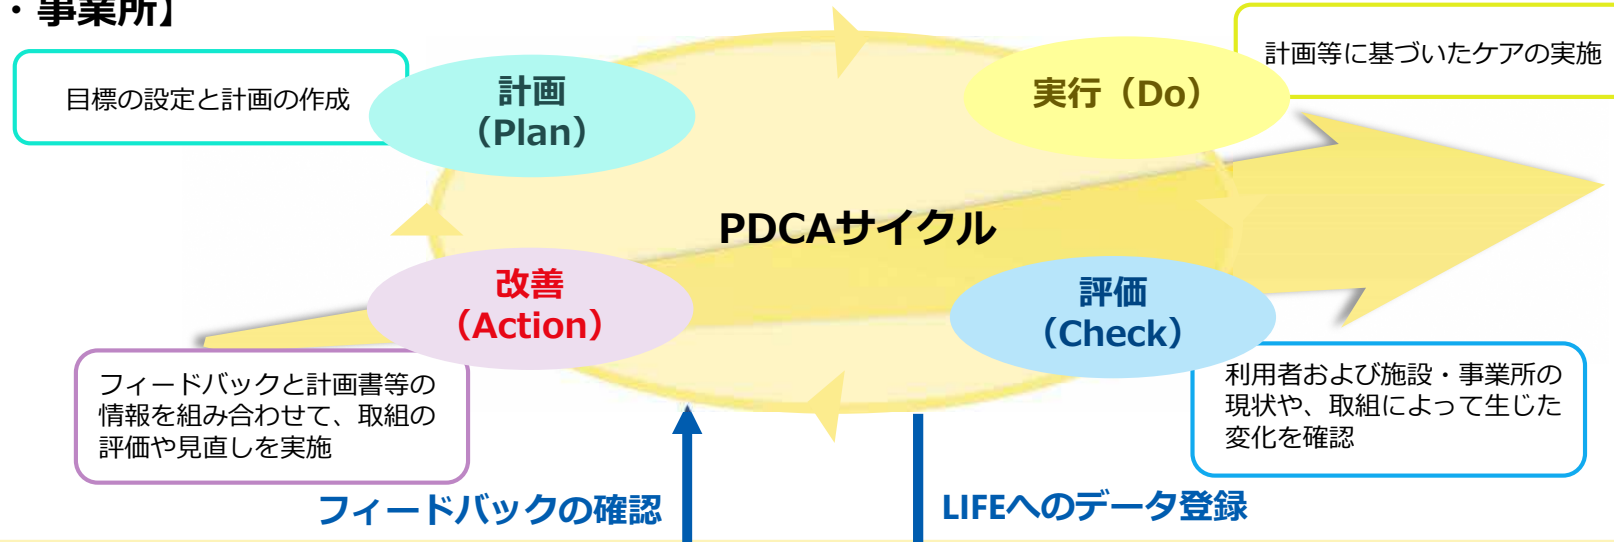 ・事業所】
目標の設定と計画の作成
計画
（Plan）
実行（Do）
計画等に基づいたケアの実施
PDCAサイクル
改善
（Action）
評価
（Check）
フィードバックと計画書等の
情報を組み合わせて、取組の
評価や見直しを実施
利用者および施設・事業所の
現状や、取組によって生じた
変化を確認
フィードバックの確認
LIFEへのデータ登録